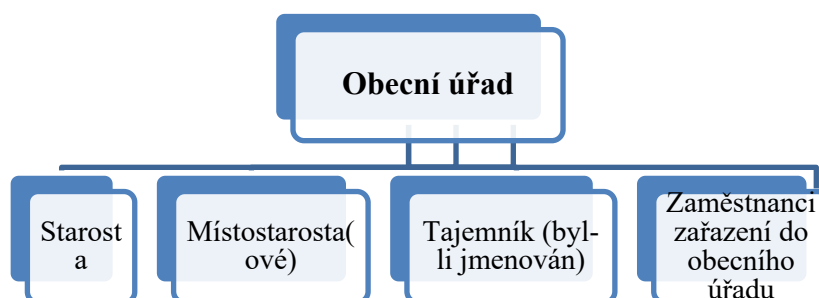 Obecní úřad
Starost
a
Místostarosta(
ové)
Tajemník (byl-
li jmenován)
Zaměstnanci
zařazení do
obecního
úřadu